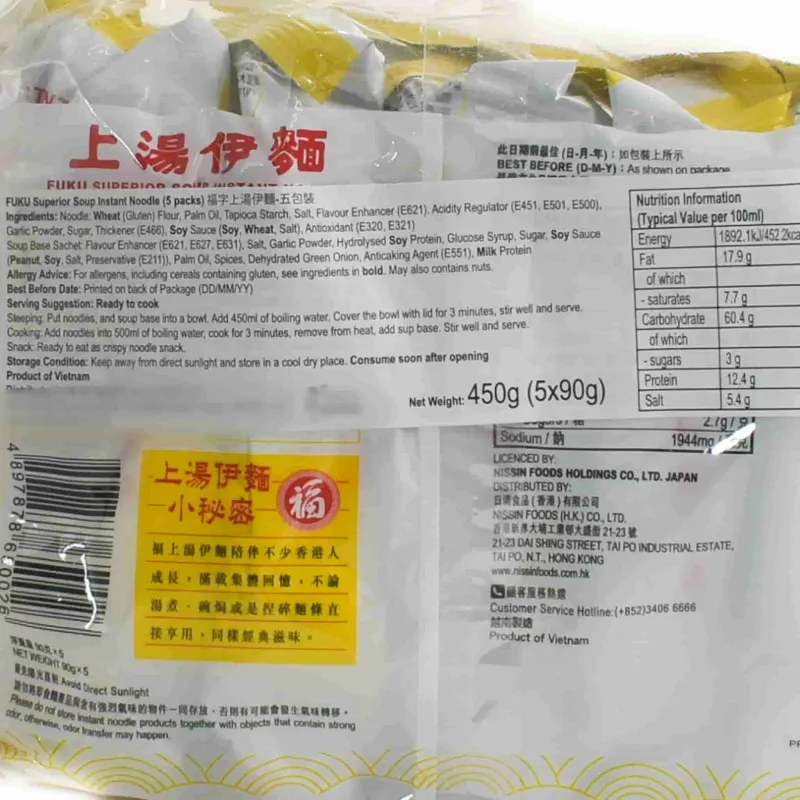 上湯伊麵
此日期前最佳 (日-月-年)：如包裝上所示
BEST BEFORE (D-M-Y)：As shown on package
FUKU Superior Soup Instant Noodle (5 packs) 福字上湯伊麵-五包裝
Ingredients: Noodle: Wheat (Gluten) Flour, Palm Oil, Tapioca Starch, Salt, Flavour Enhancer (E621). Acidity Regulator (E451, E501, E500),
Garlic Powder, Sugar, Thickener (E466), Soy Sauce (Soy, Wheat, Salt), Antioxidant (E320, E321)
Soup Base Sachet: Flavour Enhancer (E621, E627, E631), Salt, Garlic Powder, Hydrolysed Soy Protein, Glucose Syrup, Sugar, Soy Sauce
(Peanut, Soy, Salt, Preservative (E211)), Palm Oil, Spices, Dehydrated Green Onion, Anticaking Agent (E551), Milk Protein
Allergy Advice: For allergens, including cereals containing gluten, see ingredients in bold. May also contains nuts.
Best Before Date: Printed on back of Package (DD/MM/YY)
Serving Suggestion: Ready to cook
Steeping: Put noodles, and soup base into a bowl. Add 450ml of boiling water, Cover the bowl with lid for 3 minutes, stir well and serve.
Cooking: Add noodles into 500ml of boiling water, cook for 3 minutes, remove from heat, add sup base. Stir well and serve.
Snack: Ready to eat as crispy noodle snack.
Storage Condition: Keep away from direct sunlight and store in a cool dry place. Consume soon after opening
Product of Vietnam
Net Weight: 450g (5x90g)
Nutrition Information
(Typical Value per 100ml)
Energy 1892.1kJ/452.2kca
Fat 17.9 g
of which
- saturates 7.7 g
Carbohydrate 60.4 g
of which
- sugars 3 g
Protein 12.4 g
Salt 5.4 g
Sodium / 鈉 1944mg / 毫克
LICENCED BY:
NISSIN FOODS HOLDINGS CO., LTD. JAPAN
DISTRIBUTED BY:
日清食品 (香港) 有限公司
NISSIN FOODS (H.K.) CO., LTD.
香港新界大埔工業邨大盛街 21-23 號
21-23 DAI SHING STREET, TAI PO INDUSTRIAL ESTATE,
TAI PO, N.T., HONG KONG
www.nissinfoods.com.hk
顧客服務熱線
Customer Service Hotline:(+852)3406 6666
越南製造
Product of Vietnam
上湯伊麵
小秘密
福
福上湯伊麵陪伴不少香港人
成長，滿載集體回憶，不論
湯煮、碗焗或是捏碎麵條直
接享用，同樣經典滋味。
4 897878 650026
淨重量 90克 x 5
NET WEIGHT 90g x 5
避免陽光直射 Avoid Direct Sunlight
請勿將即食麵產品與含有強烈氣味的物件一同存放，否則有可能會發生氣味轉移。
Please do not store instant noodle products together with objects that contain strong
odor, otherwise, odor transfer may happen.